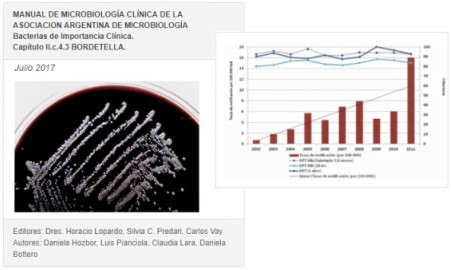 MANUAL DE MICROBIOLOGÍA CLÍNICA DE LA
ASOCIACION ARGENTINA DE MICROBIOLOGÍA
Bacterias de Importancia Clínica.
Capítulo II.c.4.3 BORDETELLA.
Julio 2017
Editores: Dres. Horacio Lopardo, Silvia C. Predari, Carlos Vay
Autores: Daniela Hozbor, Luis Pianciola, Claudia Lara, Daniela
Bottero
18
16
14
12
10
8
6
4
2
0
100
90
80
70
60
50
40
30
20
10
0
2002 2003 2004 2005 2006 2007 2008 2009 2010 2011